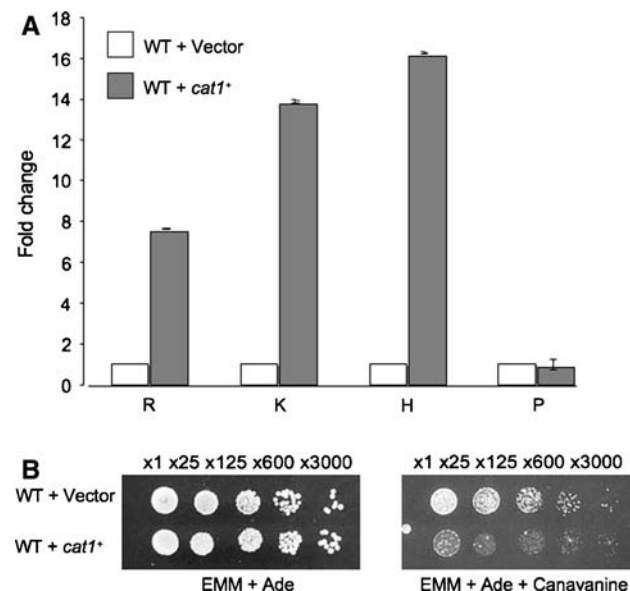 A
18
16
14
12
10
8
6
4
2
0
Fold change
WT + Vector
WT + cat1⁺
R K H P
B
x1 x25 x125 x600 x3000
x1 x25 x125 x600 x3000
WT + Vector
WT + cat1⁺
EMM + Ade
EMM + Ade + Canavanine